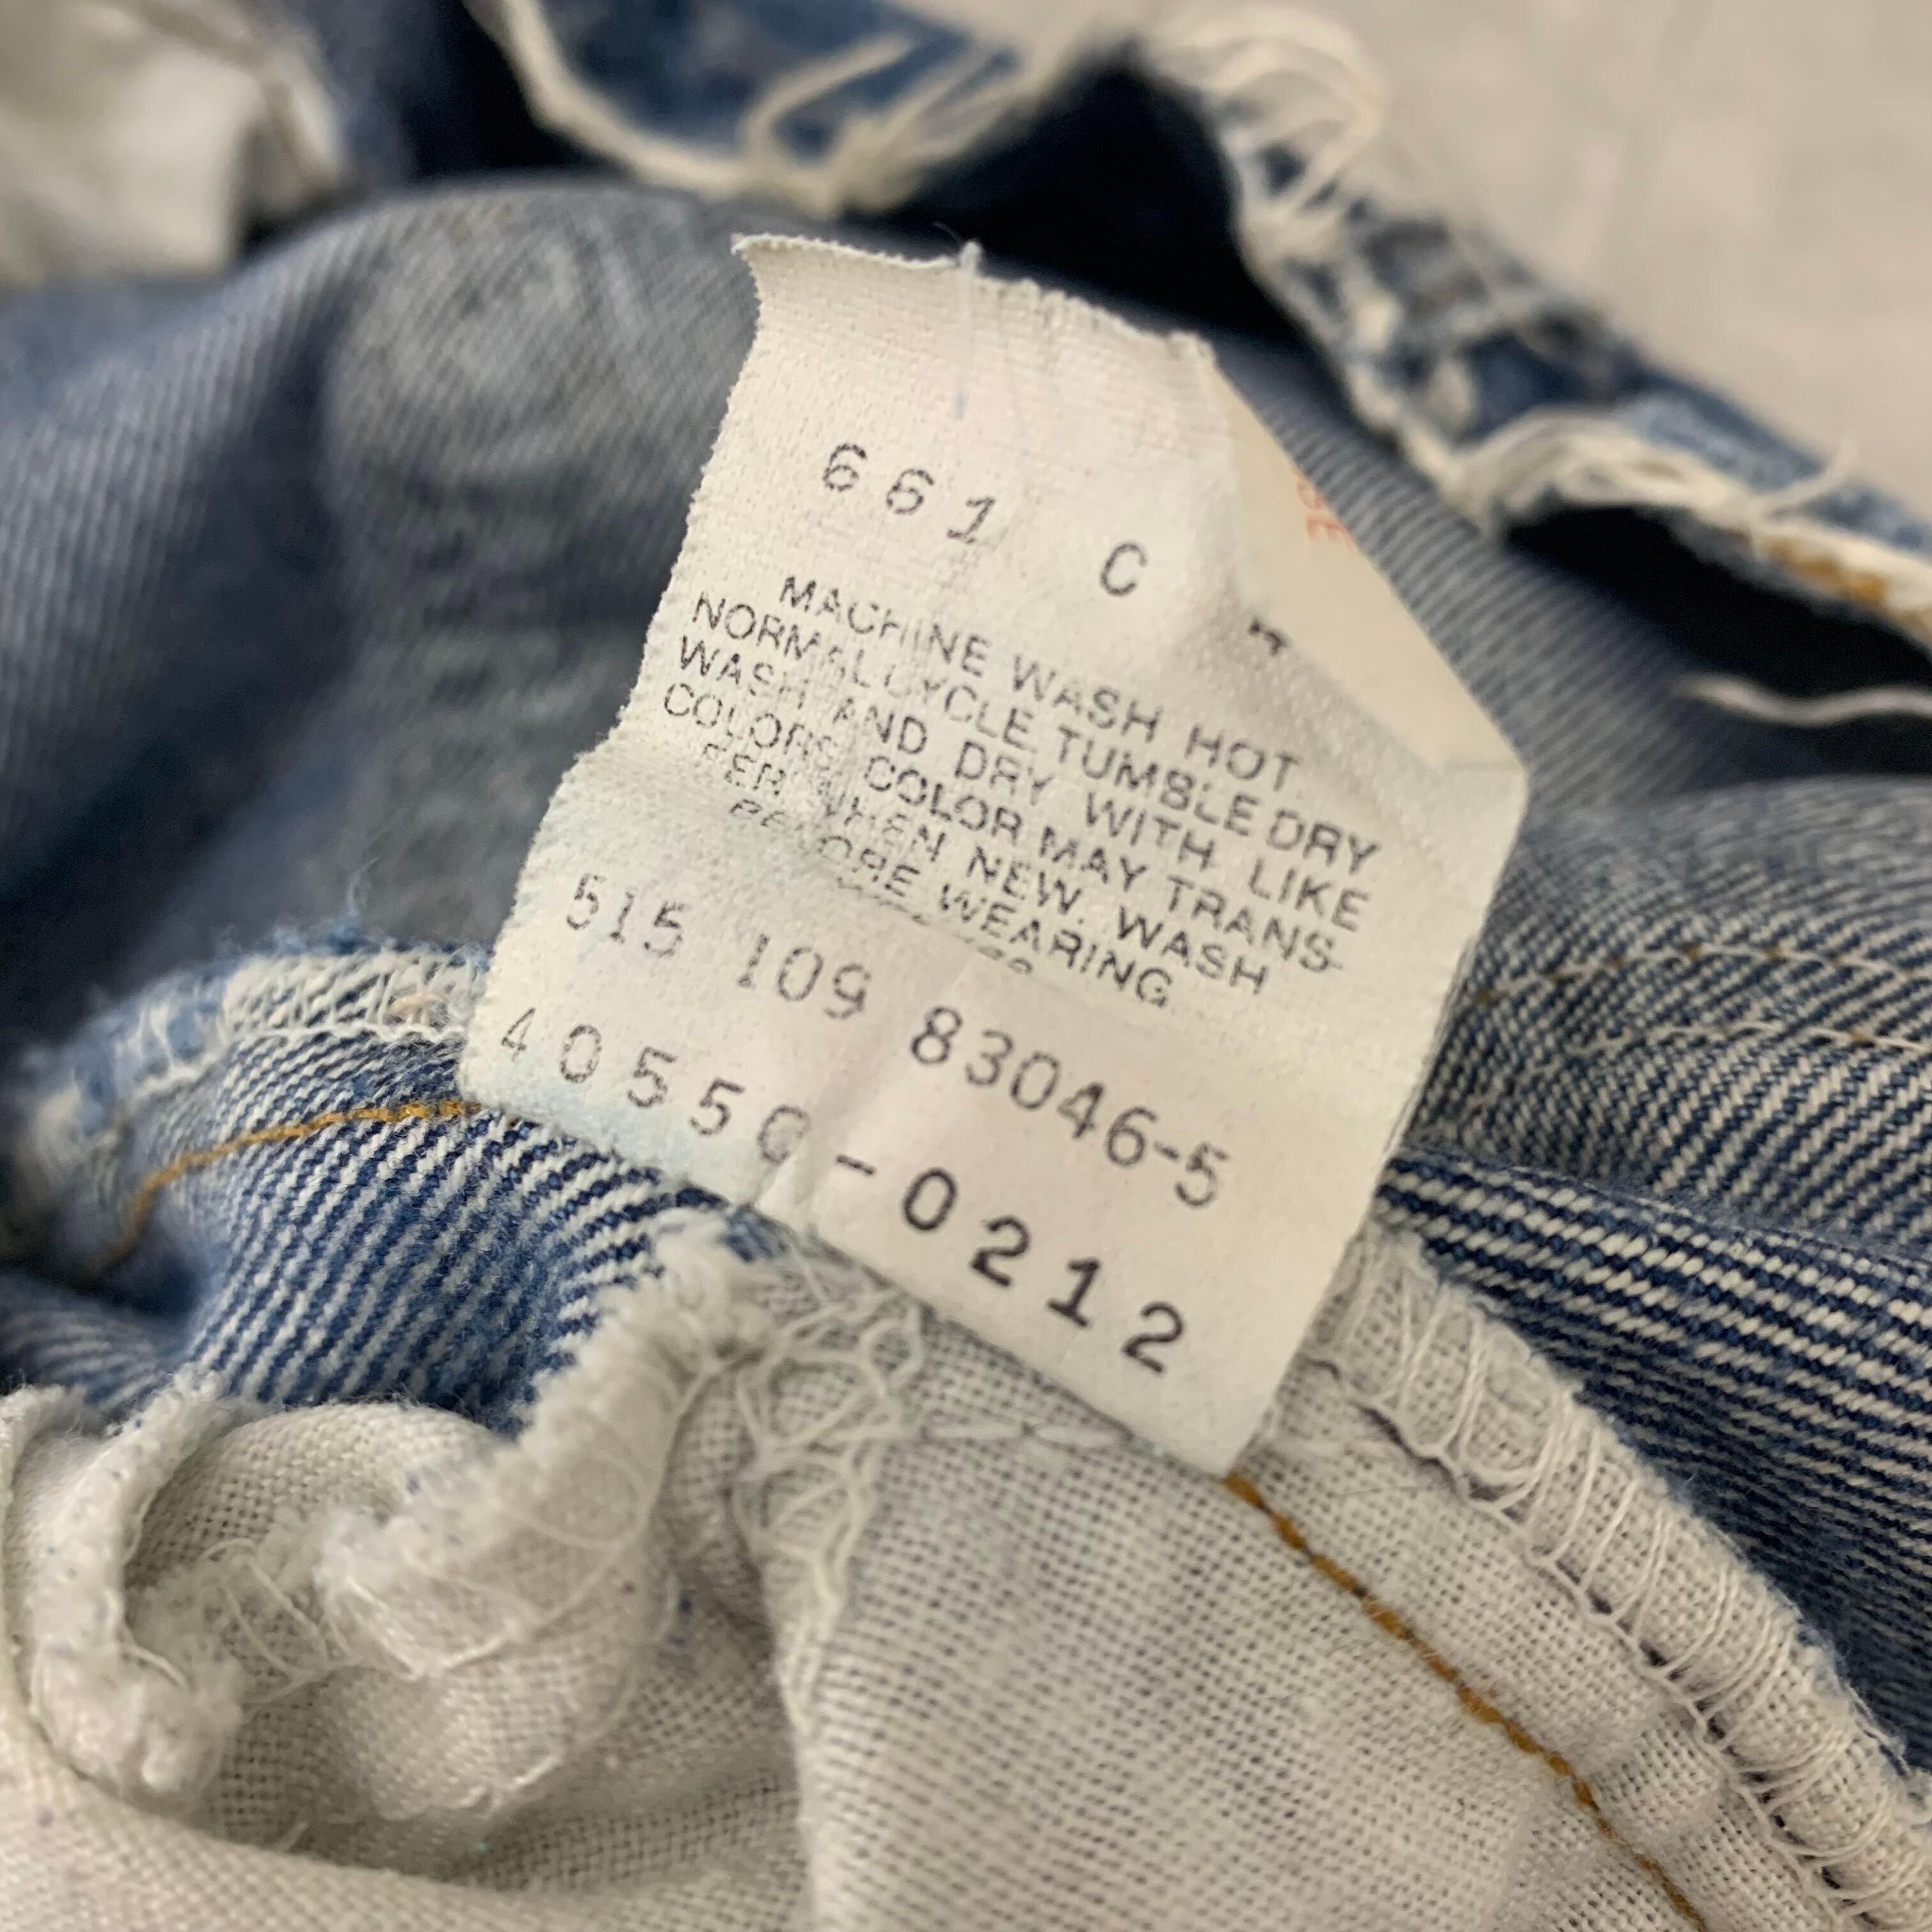 661 C
SE
MACHINE WASH HOT
NORMAL CYCLE TUMBLE DRY
WASH AND DRY WITH LIKE
COLORS COLOR MAY TRANS-
FER WHEN NEW. WASH
BEFORE WEARING
515 109 83046-5
40550-0212